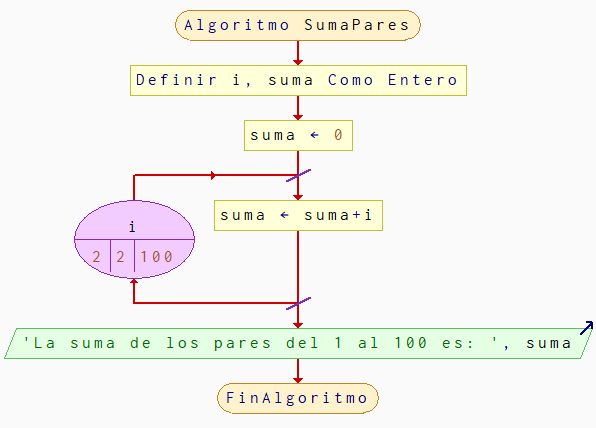 Algoritmo SumaPares
Definir i, suma Como Entero
suma ← 0
suma ← suma+i
i
2 2 100
'La suma de los pares del 1 al 100 es: ', suma
FinAlgoritmo